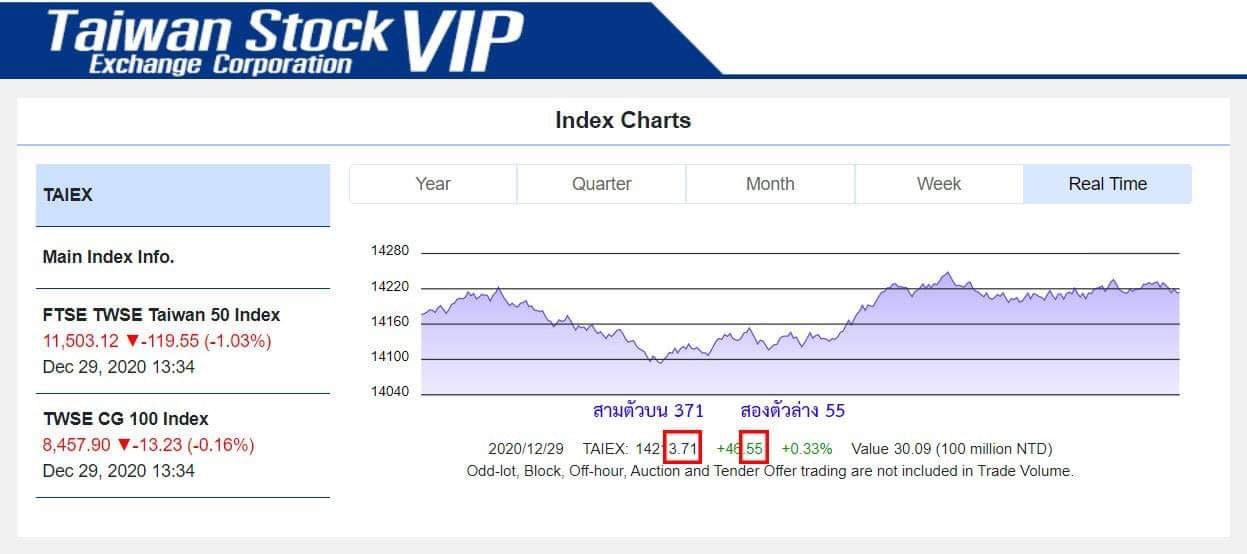 Taiwan Stock VIP
Exchange Corporation
Index Charts
TAIEX
Main Index Info.
FTSE TWSE Taiwan 50 Index
11,503.12 ▼-119.55 (-1.03%)
Dec 29, 2020 13:34
TWSE CG 100 Index
8,457.90 ▼-13.23 (-0.16%)
Dec 29, 2020 13:34
Year Quarter Month Week Real Time
14280
14220
14160
14100
14040
สามตัวบน 371 สองตัวล่าง 55
2020/12/29 TAIEX: 14213.71 +46.55 +0.33% Value 30.09 (100 million NTD)
Odd-lot, Block, Off-hour, Auction and Tender Offer trading are not included in Trade Volume.